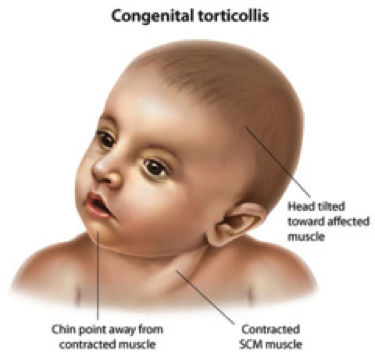 Congenital torticollis
Head tilted
toward affected
muscle
Chin point away from
contracted muscle
Contracted
SCM muscle